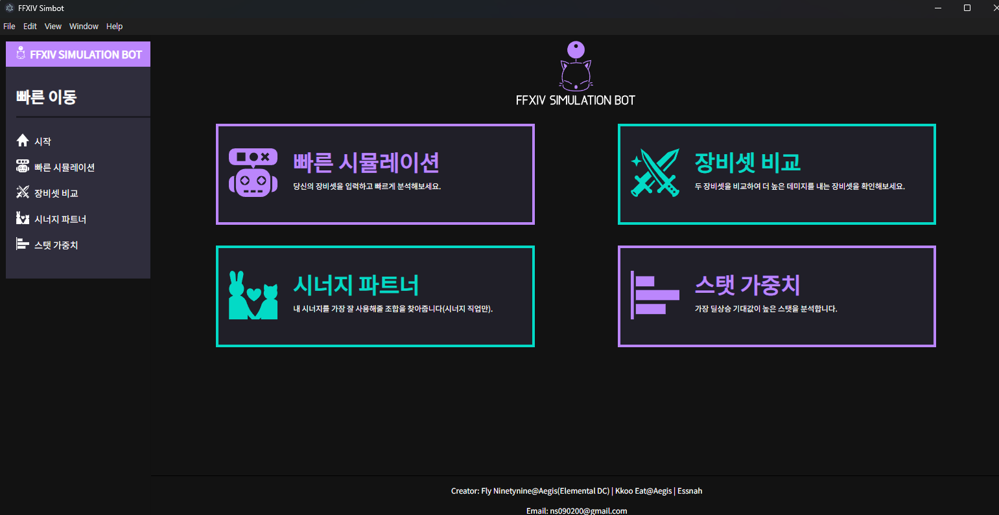 FFXIV Simbot
File Edit View Window Help
FFXIV SIMULATION BOT
빠른 이동
시작
빠른 시뮬레이션
장비셋 비교
시너지 파트너
스탯 가중치
FFXIV SIMULATION BOT
빠른 시뮬레이션
당신의 장비셋을 입력하고 빠르게 분석해보세요.
장비셋 비교
두 장비셋을 비교하여 더 높은 데미지를 내는 장비셋을 확인해보세요.
시너지 파트너
내 시너지를 가장 잘 사용해줄 조합을 찾아줍니다(시너지 직업만).
스탯 가중치
가장 딜상승 기대값이 높은 스탯을 분석합니다.
Creator: Fly Ninetynine@Aegis(Elemental DC) | Kkoo Eat@Aegis | Essnah
Email: ns090200@gmail.com